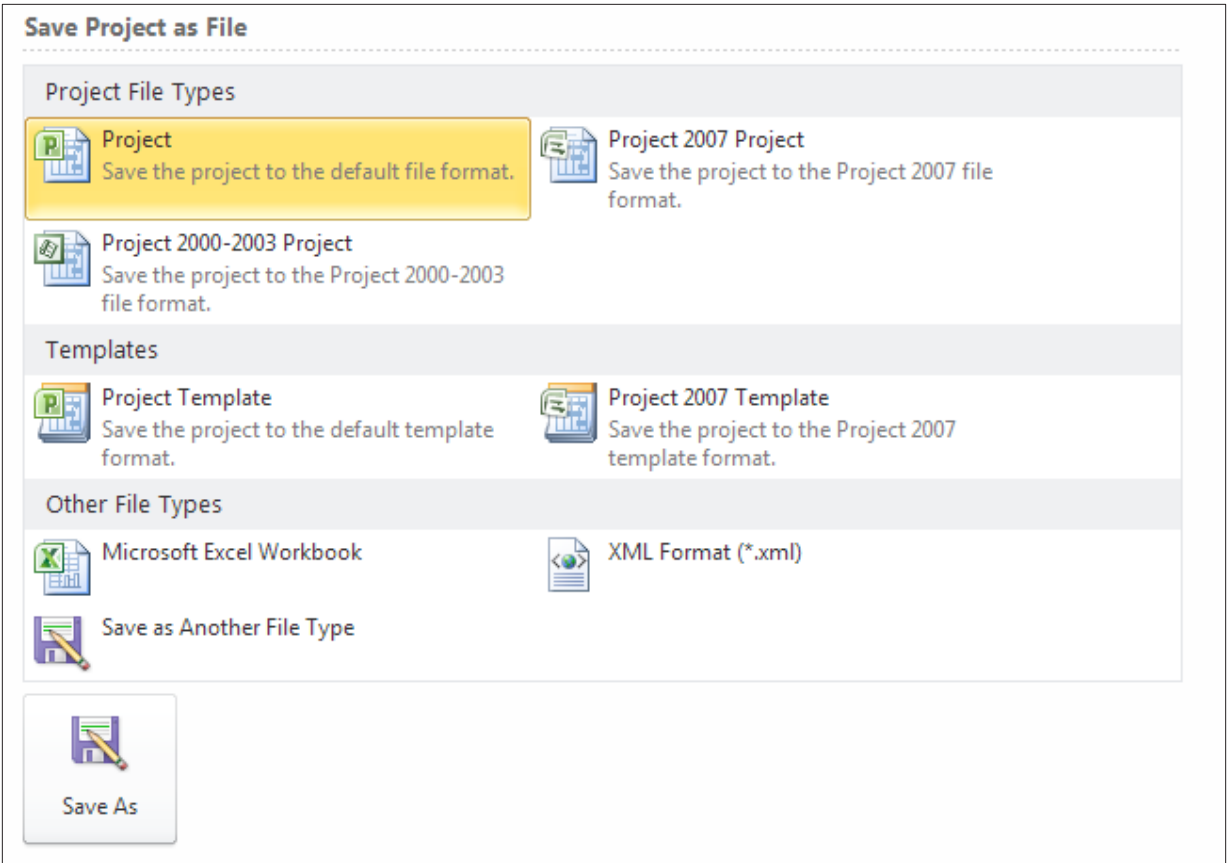 Save Project as File
Project File Types
Project
Save the project to the default file format.
Project 2007 Project
Save the project to the Project 2007 file
format.
Project 2000-2003 Project
Save the project to the Project 2000-2003
file format.
Templates
Project Template
Save the project to the default template
format.
Project 2007 Template
Save the project to the Project 2007
template format.
Other File Types
Microsoft Excel Workbook
XML Format (*.xml)
Save as Another File Type
Save As